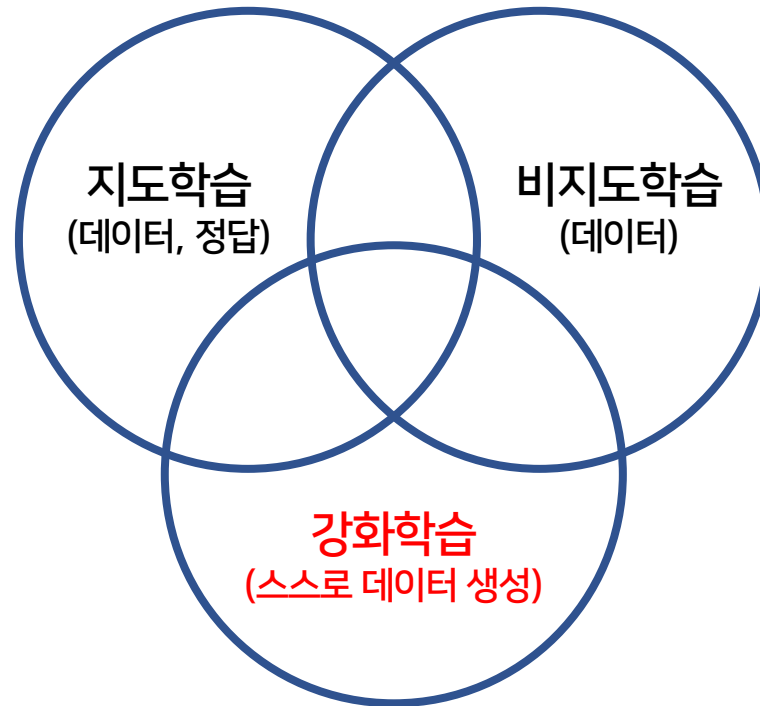 지도학습
(데이터, 정답)
비지도학습
(데이터)
강화학습
(스스로 데이터 생성)